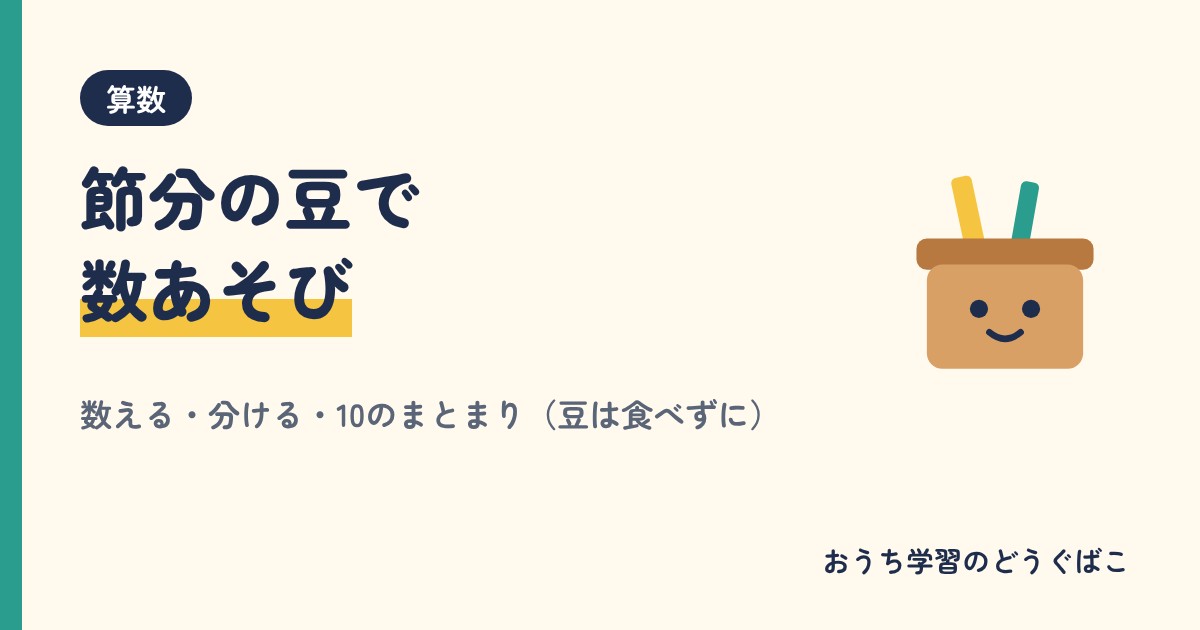 算数
節分の豆で
数あそび
数える・分ける・10のまとまり（豆は食べずに）
おうち学習のどうぐばこ